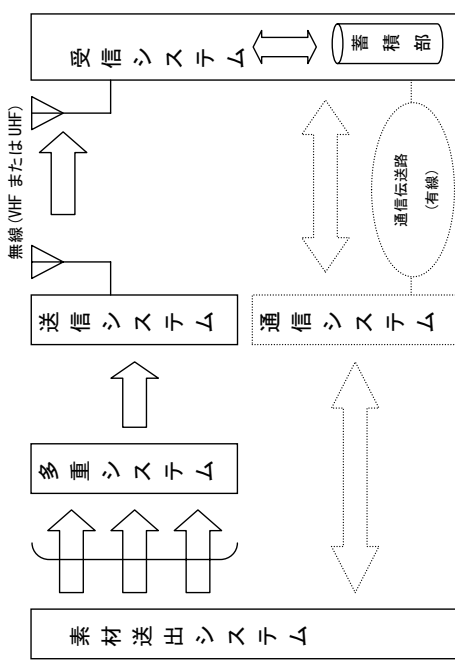 素材送出システム
多重システム
送信システム
通信システム
無線(VHF または UHF)
通信伝送路
(有線)
受信システム
蓄積部